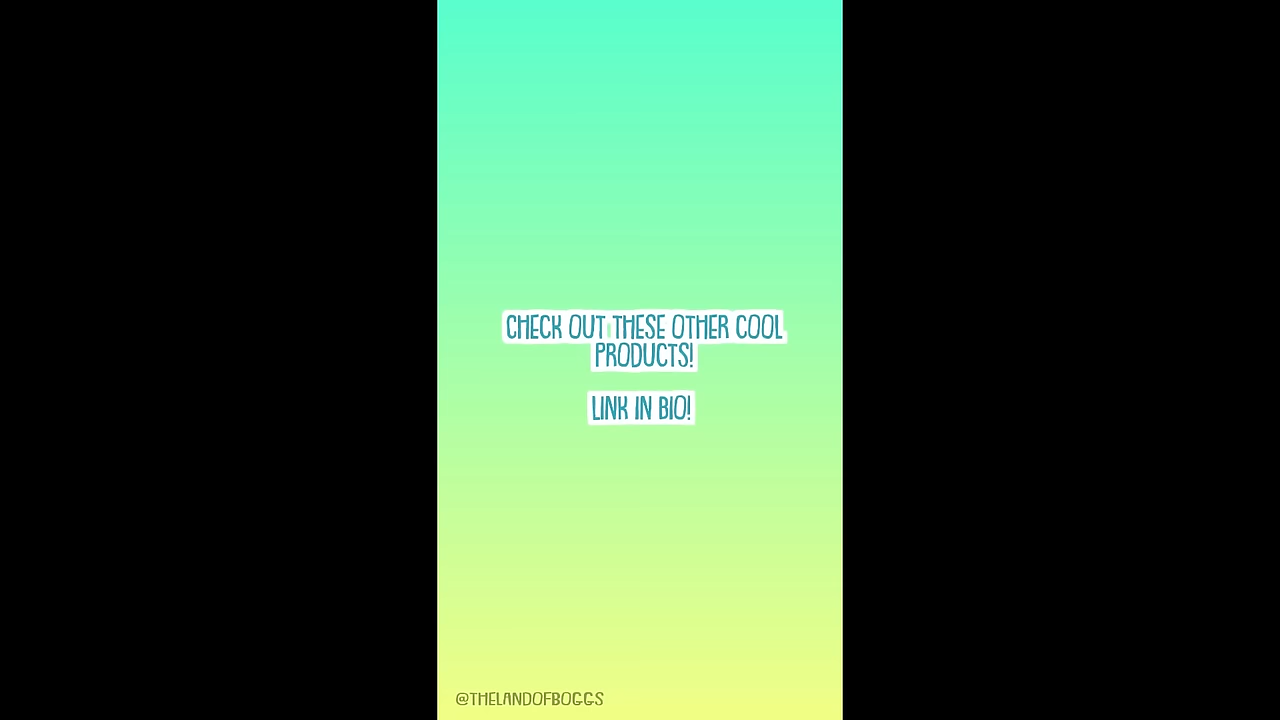 CHECK OUT THESE OTHER COOL
PRODUCTS!
LINK IN BIO!
@THELANDOFBOGGS